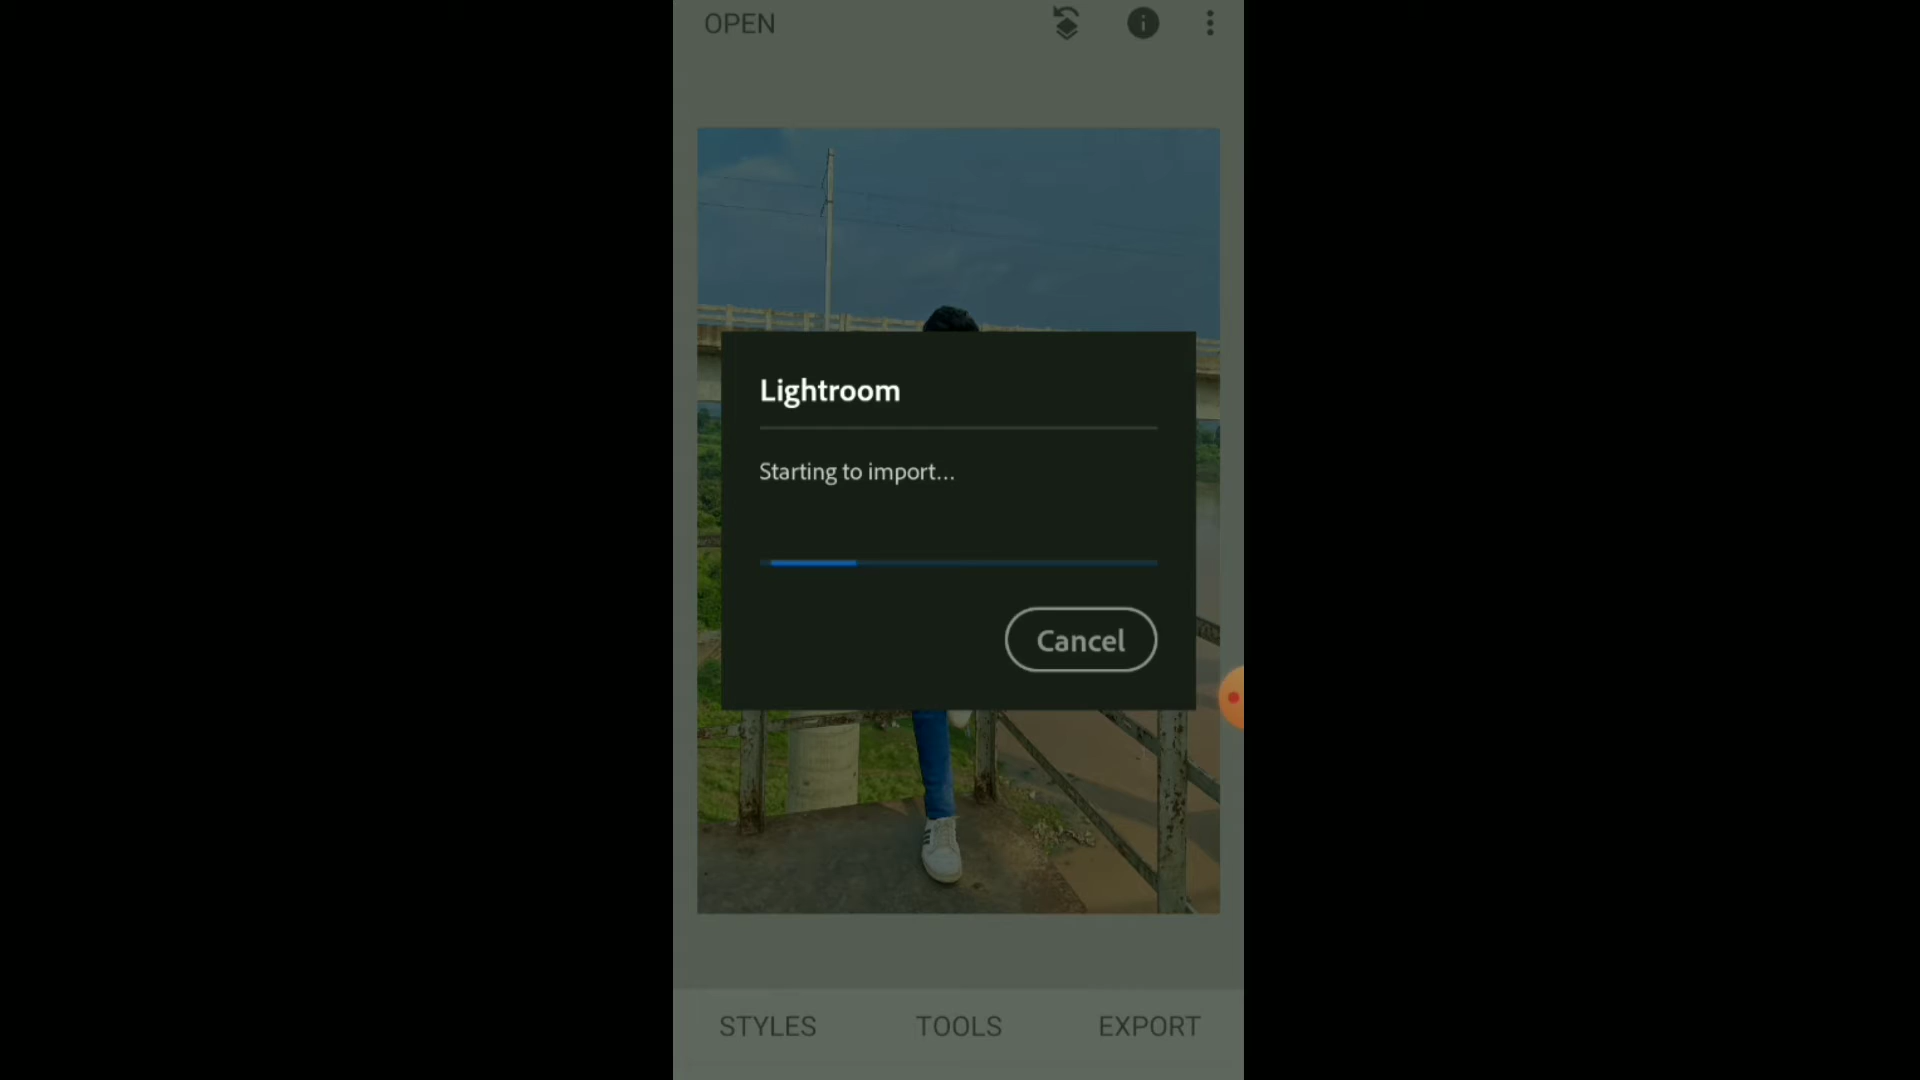 OPEN
Lightroom
Starting to import...
Cancel
STYLES TOOLS EXPORT